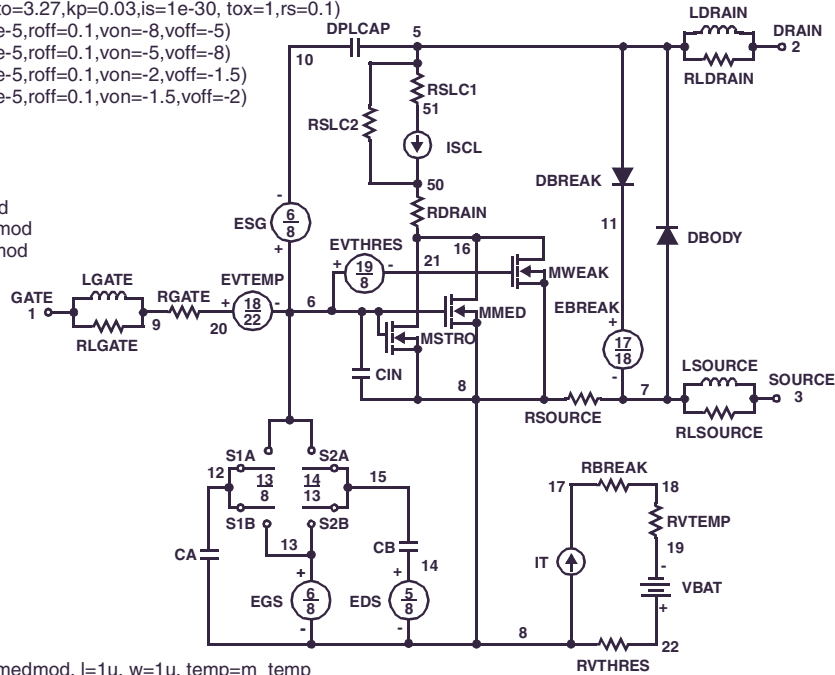 to=3.27,kp=0.03,is=1e-30, tox=1,rs=0.1)
e-5,roff=0.1,von=-8,voff=-5)
e-5,roff=0.1,von=-5,voff=-8)
e-5,roff=0.1,von=-2,voff=-1.5)
e-5,roff=0.1,von=-1.5,voff=-2)
d
mod
mod
LDRAIN
DPLCAP 5 DRAIN
2
10
RLDRAIN
RSLC1
51
RSLC2
ISCL
50
DBREAK
-
ESG 6
8
+
RDRAIN
11
DBODY
EVTHRES
+ 19
8 -
21
16
MWEAK
LGATE
GATE
1
RLGATE
9
RGATE
20
EVTEMP
+ 18
22 -
6
MMED
MSTRO
EBREAK
+
17
18
-
CIN
8
RSOURCE
7
LSOURCE
SOURCE
3
RLSOURCE
S1A
S2A
12
13
8
14
13
15
S1B
S2B
13
CA
CB
14
+
EGS 6
8
-
+
EDS 5
8
-
RBREAK
17 18
RVTEMP
19
IT
-
VBAT
+
8
22
RVTHRES
medmod, l=1u, w=1u, temp=m_temp